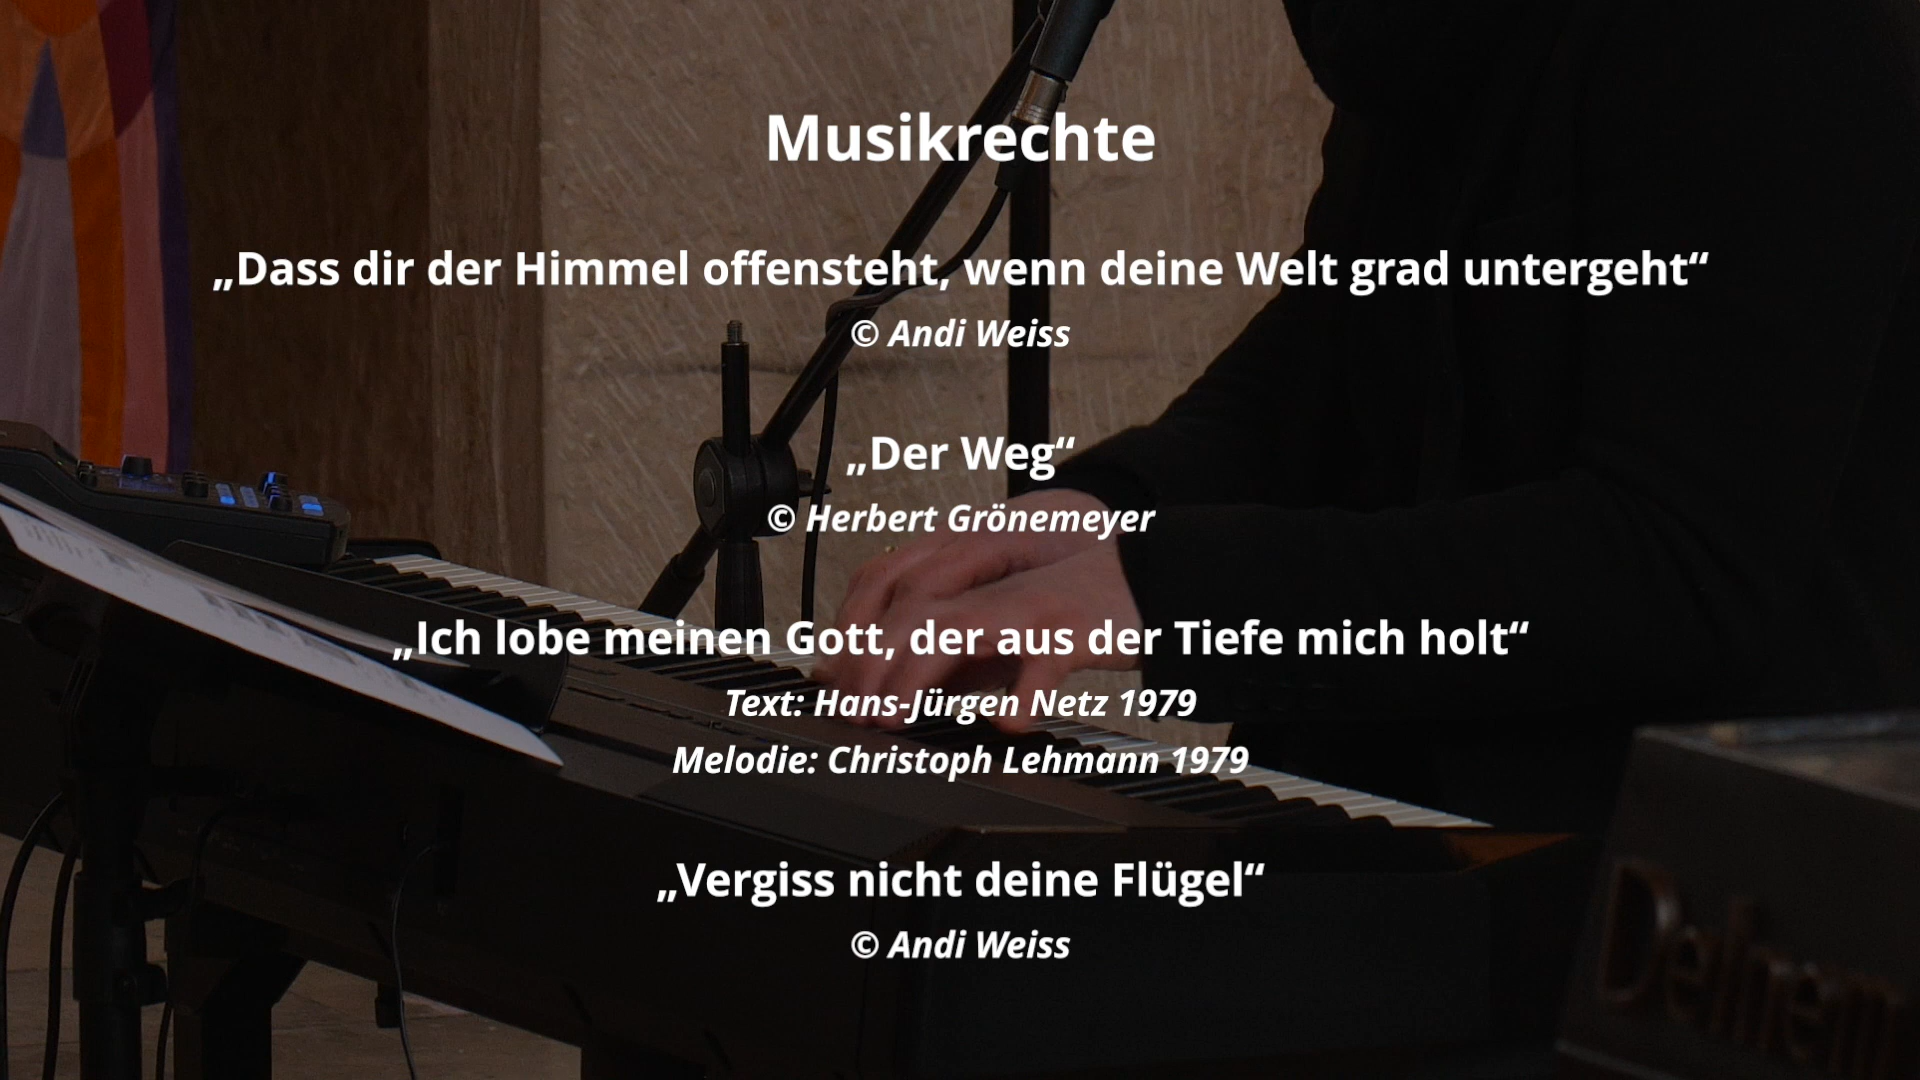 Musikrechte
„Dass dir der Himmel offensteht, wenn deine Welt grad untergeht“
© Andi Weiss
„Der Weg“
© Herbert Grönemeyer
„Ich lobe meinen Gott, der aus der Tiefe mich holt“
Text: Hans-Jürgen Netz 1979
Melodie: Christoph Lehmann 1979
„Vergiss nicht deine Flügel“
© Andi Weiss